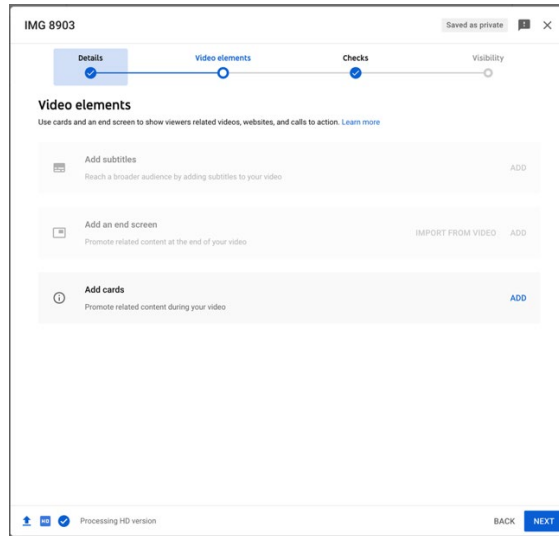 IMG 8903
Saved as private
Details
Video elements
Checks
Visibility
Video elements
Use cards and an end screen to show viewers related videos, websites, and calls to action. Learn more
Add subtitles
Reach a broader audience by adding subtitles to your video
ADD
Add an end screen
Promote related content at the end of your video
IMPORT FROM VIDEO
ADD
Add cards
Promote related content during your video
ADD
HD
Processing HD version
BACK
NEXT